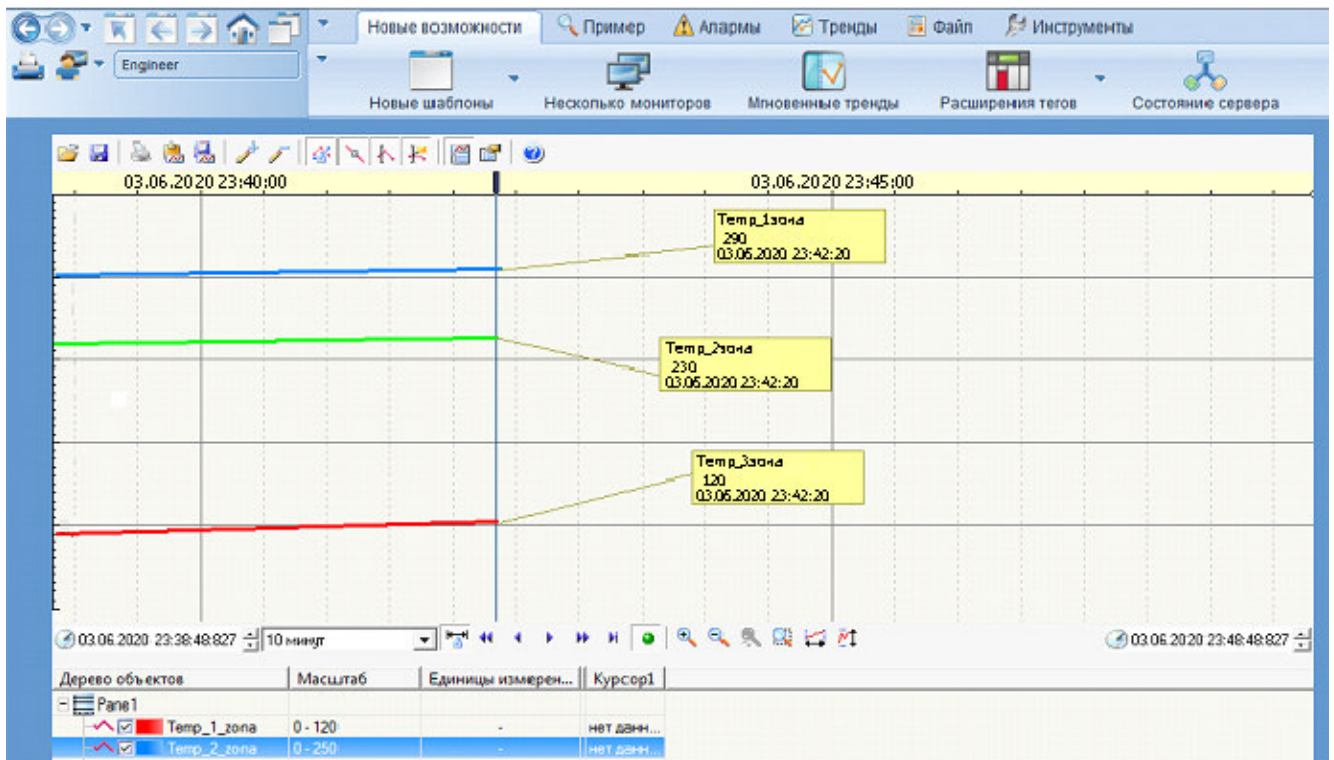 Новые возможности Пример Алармы Тренды Файл Инструменты
Engineer
Новые шаблоны Несколько мониторов Мгновенные тренды Расширения тегов Состояние сервера
03.06.2020 23:40:00 03.06.2020 23:45:00
Temp_1зона
290
03.06.2020 23:42:20
Temp_2зона
230
03.06.2020 23:42:20
Temp_3зона
120
03.06.2020 23:42:20
03.06.2020 23:38:48:827 10 минут 03.06.2020 23:48:48:827
Дерево объектов Масштаб Единицы измерен... Курсор1
Pane1
Temp_1_zona 0 - 120 - нет данн...
Temp_2_zona 0 - 250 - нет данн...